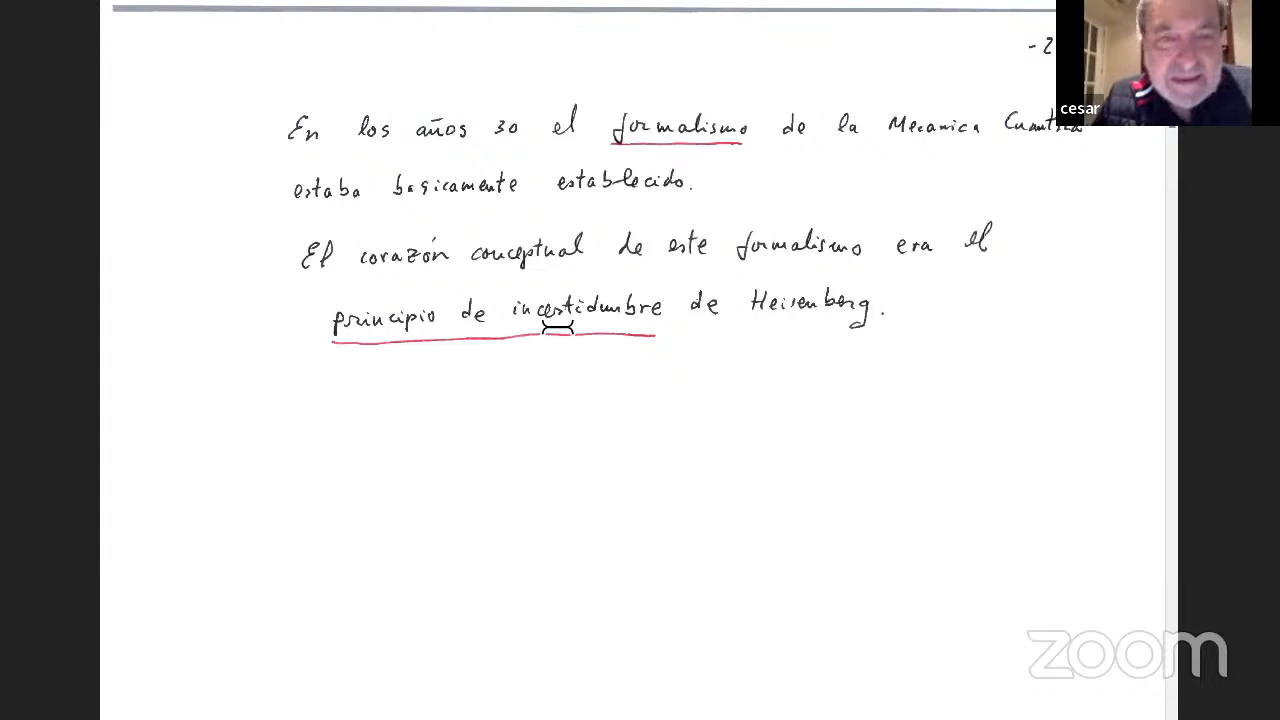 -2
cesar
En los años 30 el formalismo de la Mecanica Cuantica
estaba basicamente establecido.
El corazón conceptual de este formalismo era el
principio de incertidumbre de Heisenberg.
zoom